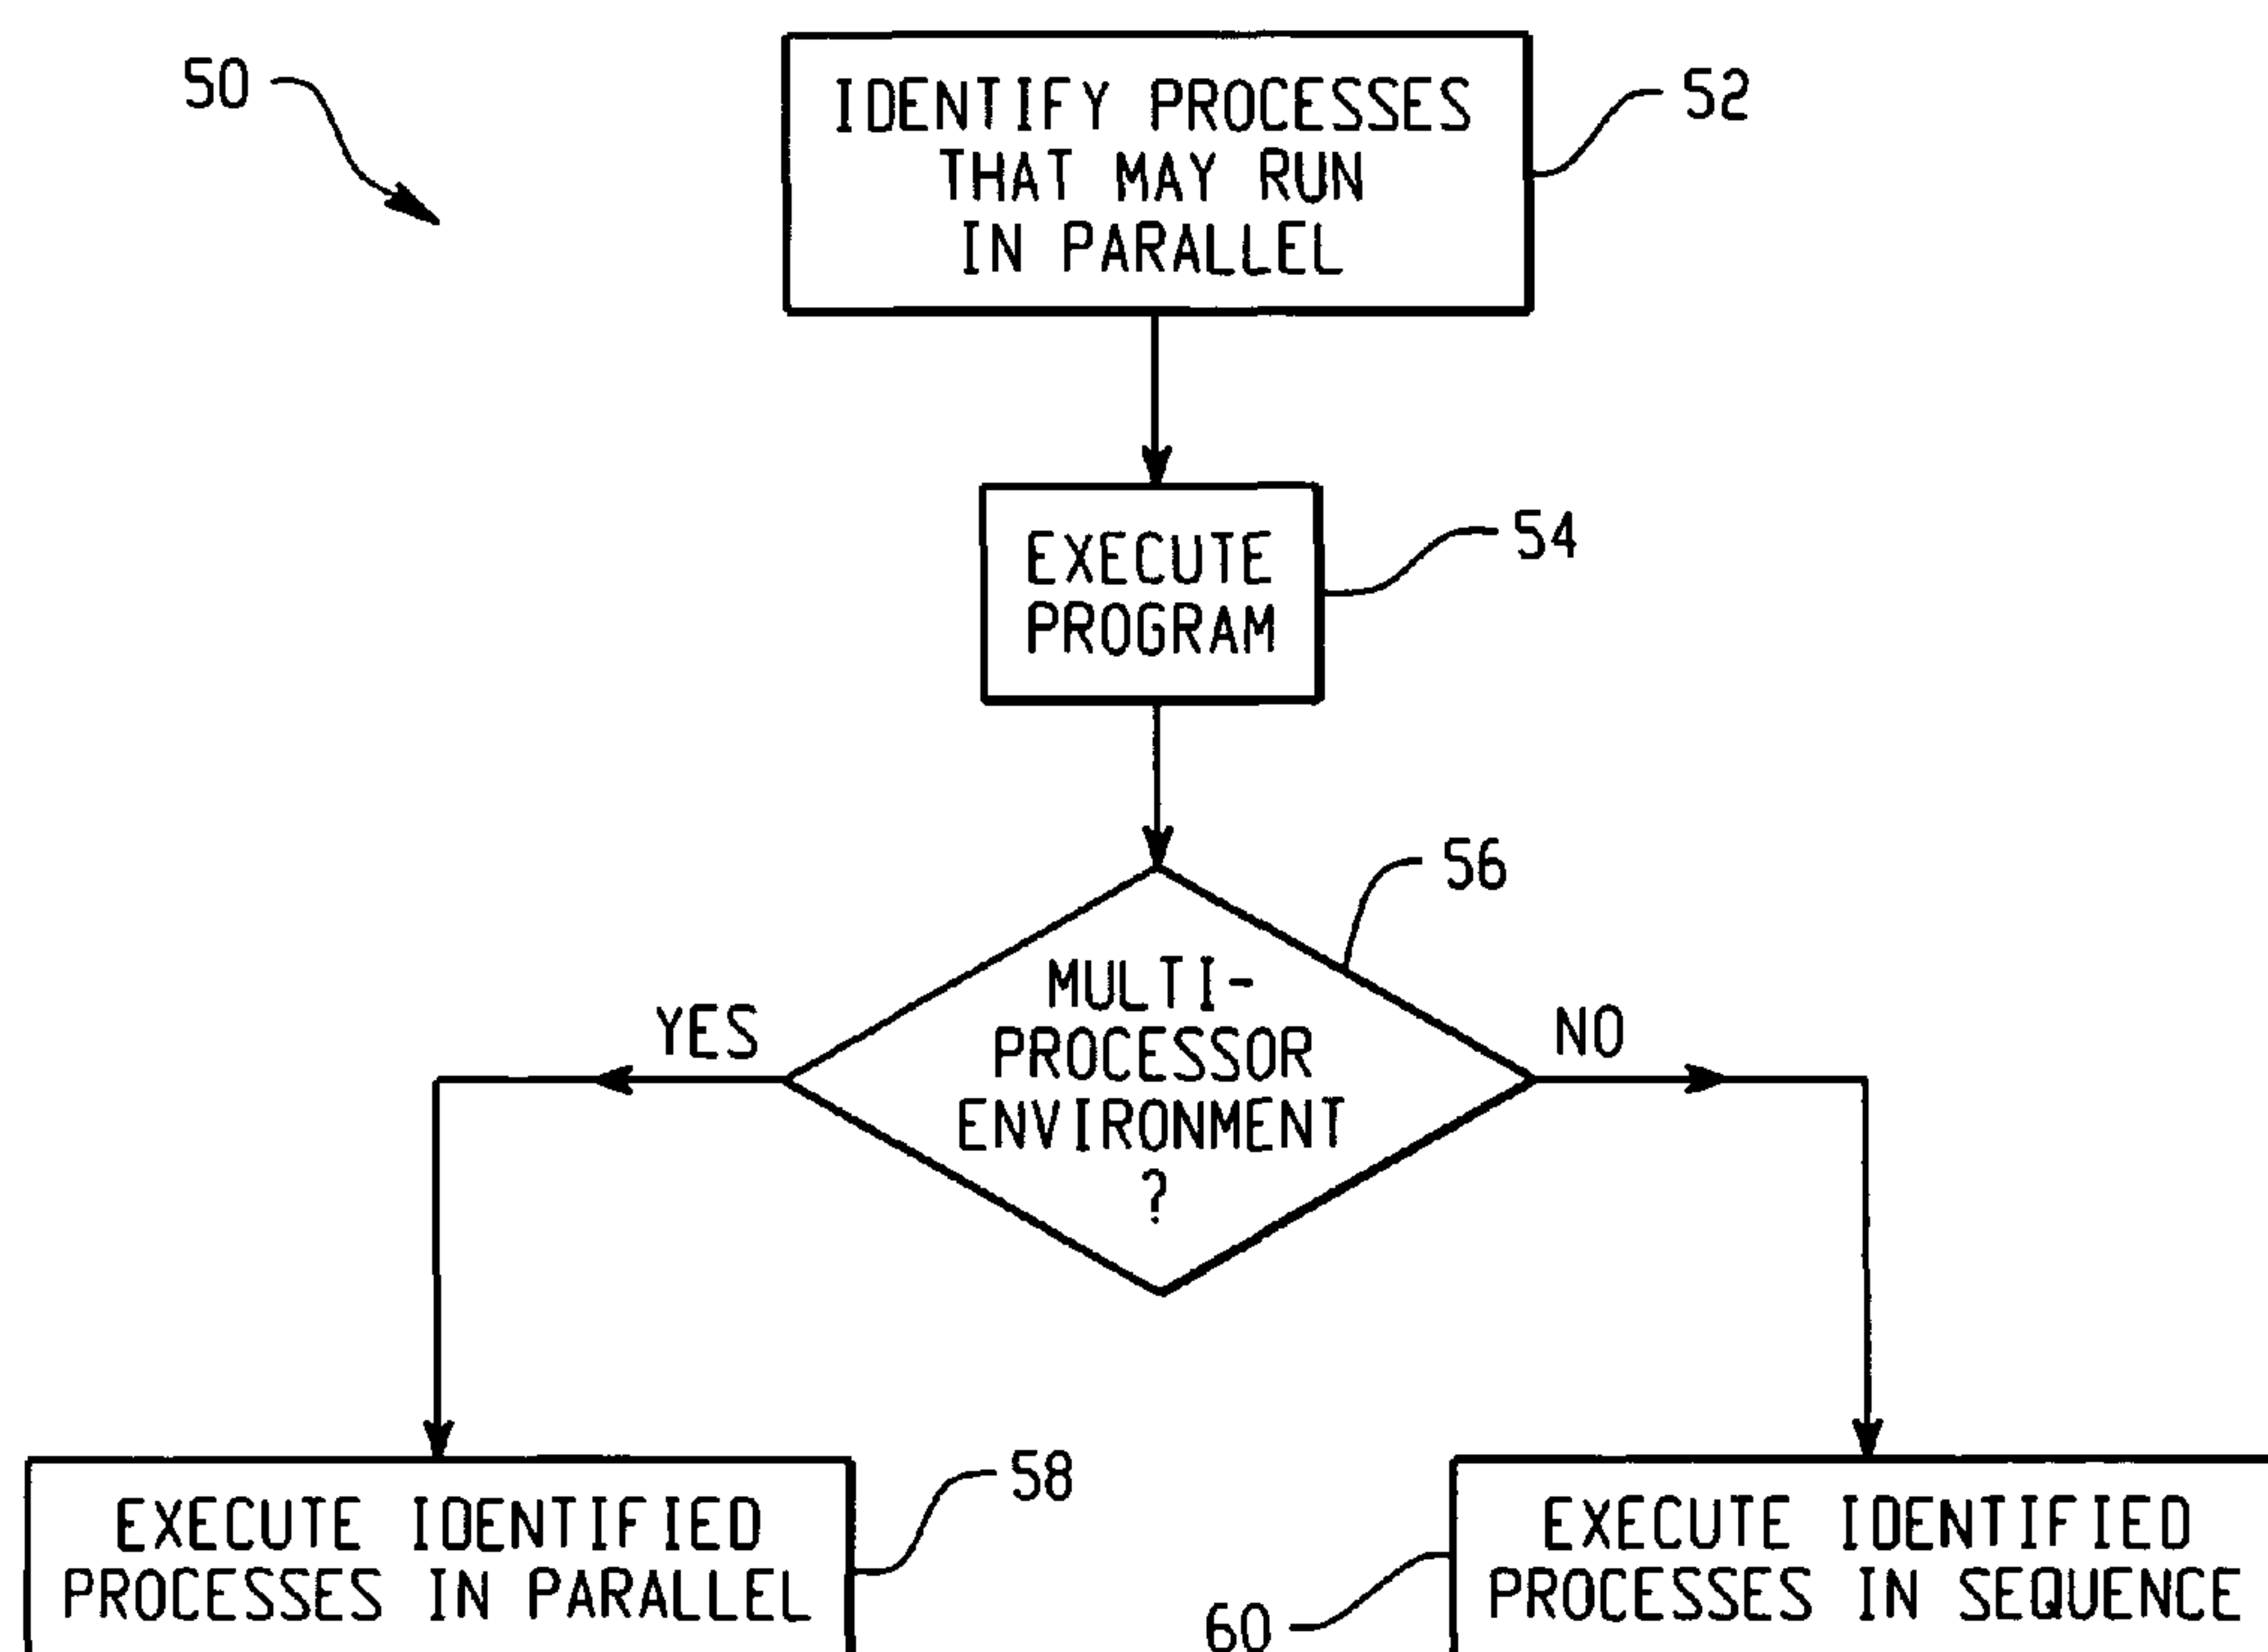 50
IDENTIFY PROCESSES
THAT MAY RUN
IN PARALLEL
52
EXECUTE
PROGRAM
54
56
MULTI-
PROCESSOR
ENVIRONMENT
?
YES
NO
EXECUTE IDENTIFIED
PROCESSES IN PARALLEL
58
EXECUTE IDENTIFIED
PROCESSES IN SEQUENCE
60